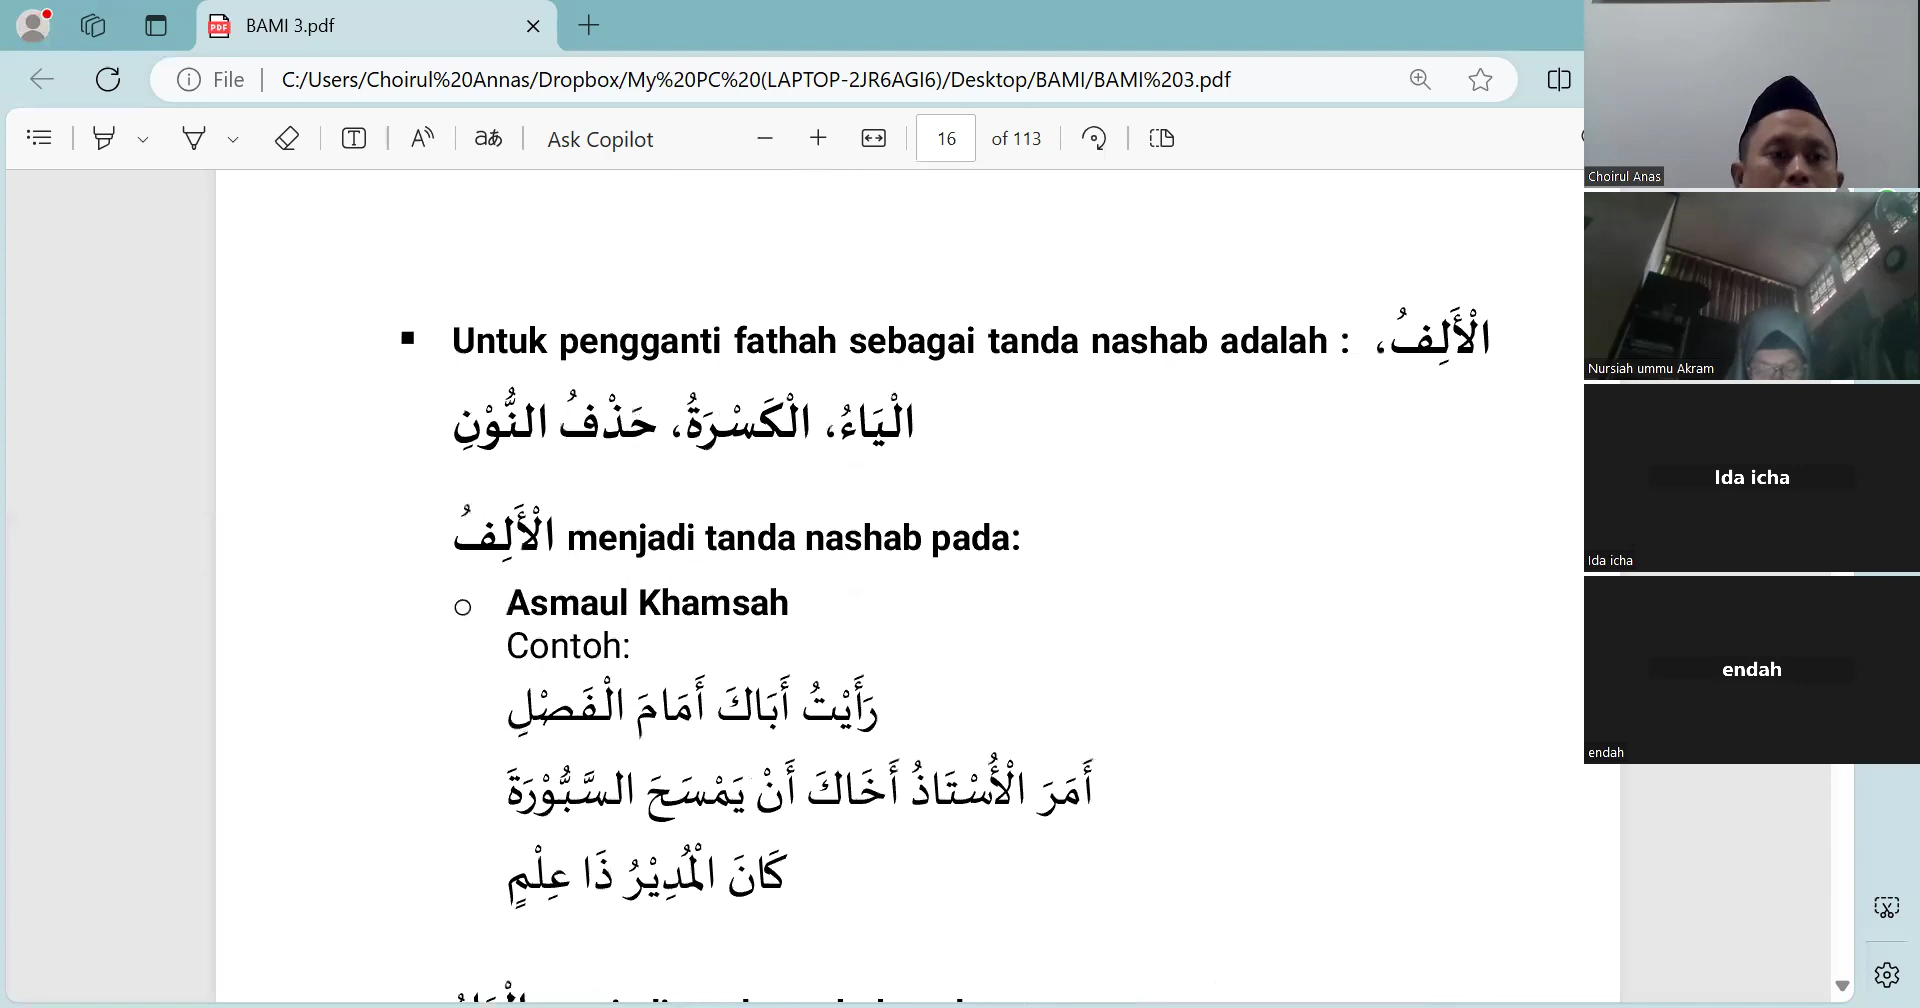 BAMI 3.pdf
File
C:/Users/Choirul%20Annas/Dropbox/My%20PC%20(LAPTOP-2JR6AGI6)/Desktop/BAMI/BAMI%203.pdf
Ask Copilot
16 of 113
Untuk pengganti fathah sebagai tanda nashab adalah : الْأَلِفُ،
الْيَاءُ، الْكَسْرَةُ، حَذْفُ النُّوْنِ
الْأَلِفُ menjadi tanda nashab pada:
Asmaul Khamsah
Contoh:
رَأَيْتُ أَبَاكَ أَمَامَ الْفَصْلِ
أَمَرَ الْأُسْتَاذُ أَخَاكَ أَنْ يَمْسَحَ السَّبُّوْرَةَ
كَانَ الْمُدِيْرُ ذَا عِلْمٍ
Choirul Anas
Nursiah ummu Akram
Ida icha
Ida icha
endah
endah